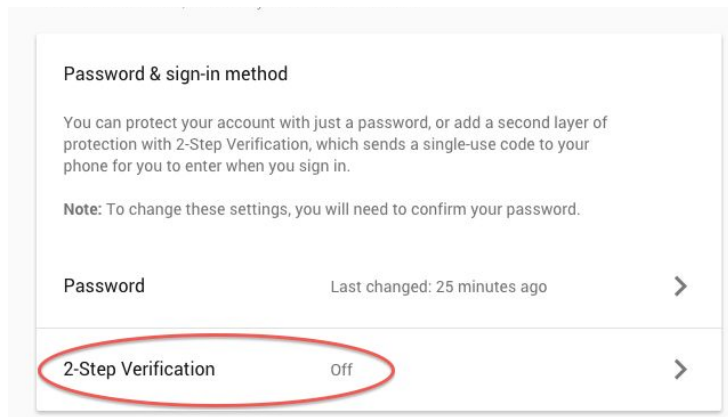 Password & sign-in method
You can protect your account with just a password, or add a second layer of
protection with 2-Step Verification, which sends a single-use code to your
phone for you to enter when you sign in.
Note: To change these settings, you will need to confirm your password.
Password Last changed: 25 minutes ago
2-Step Verification Off